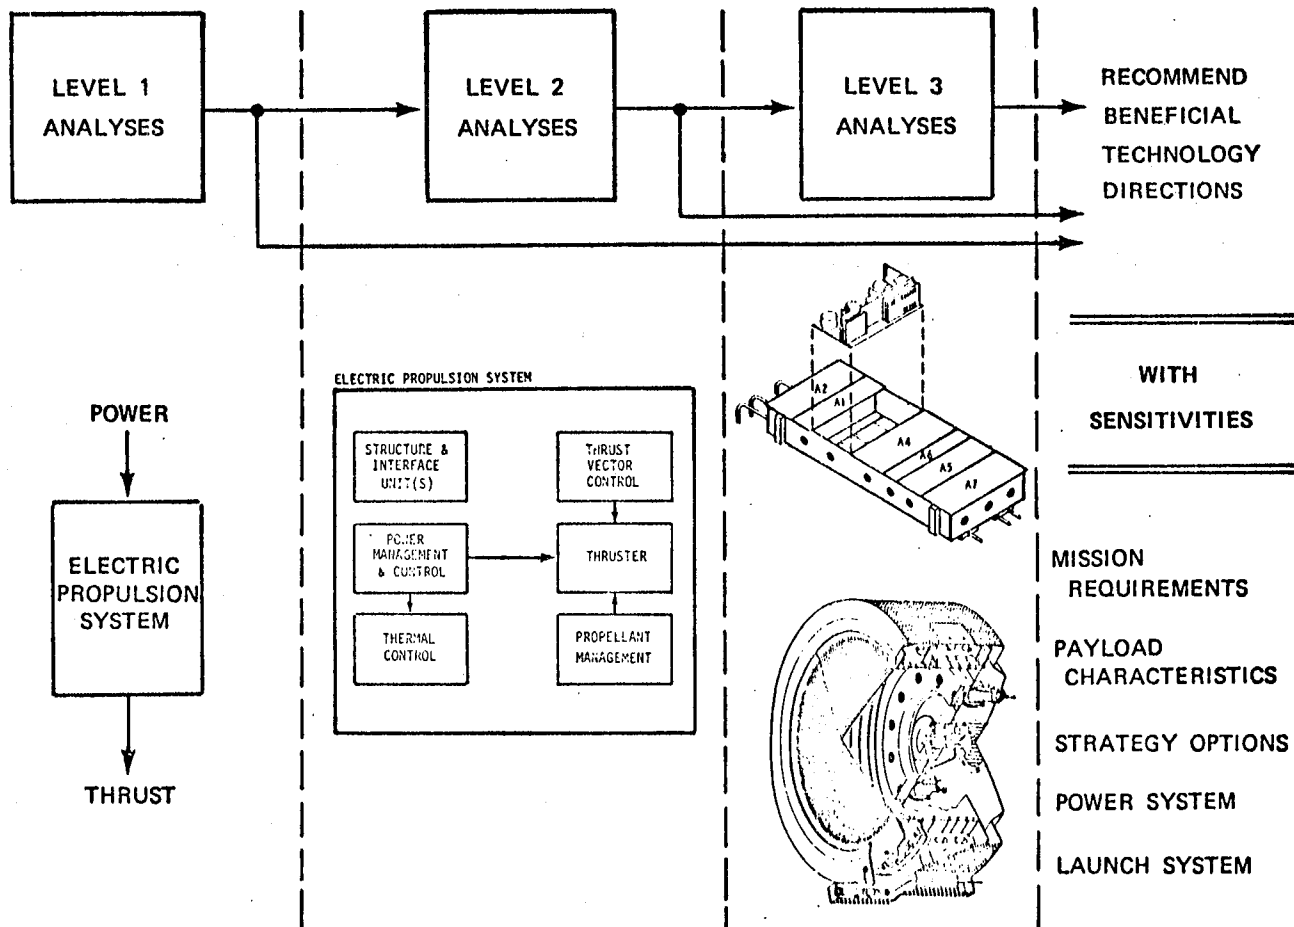 LEVEL 1
ANALYSES
LEVEL 2
ANALYSES
LEVEL 3
ANALYSES
RECOMMEND
BENEFICIAL
TECHNOLOGY
DIRECTIONS
WITH
SENSITIVITIES
POWER
ELECTRIC
PROPULSION
SYSTEM
THRUST
ELECTRIC PROPULSION SYSTEM
STRUCTURE &
INTERFACE
UNIT(S)
THRUST
VECTOR
CONTROL
POWER
MANAGEMENT
& CONTROL
THRUSTER
THERMAL
CONTROL
PROPELLANT
MANAGEMENT
A2
A1
A4
A6
A5
A7
MISSION
REQUIREMENTS
PAYLOAD
CHARACTERISTICS
STRATEGY OPTIONS
POWER SYSTEM
LAUNCH SYSTEM